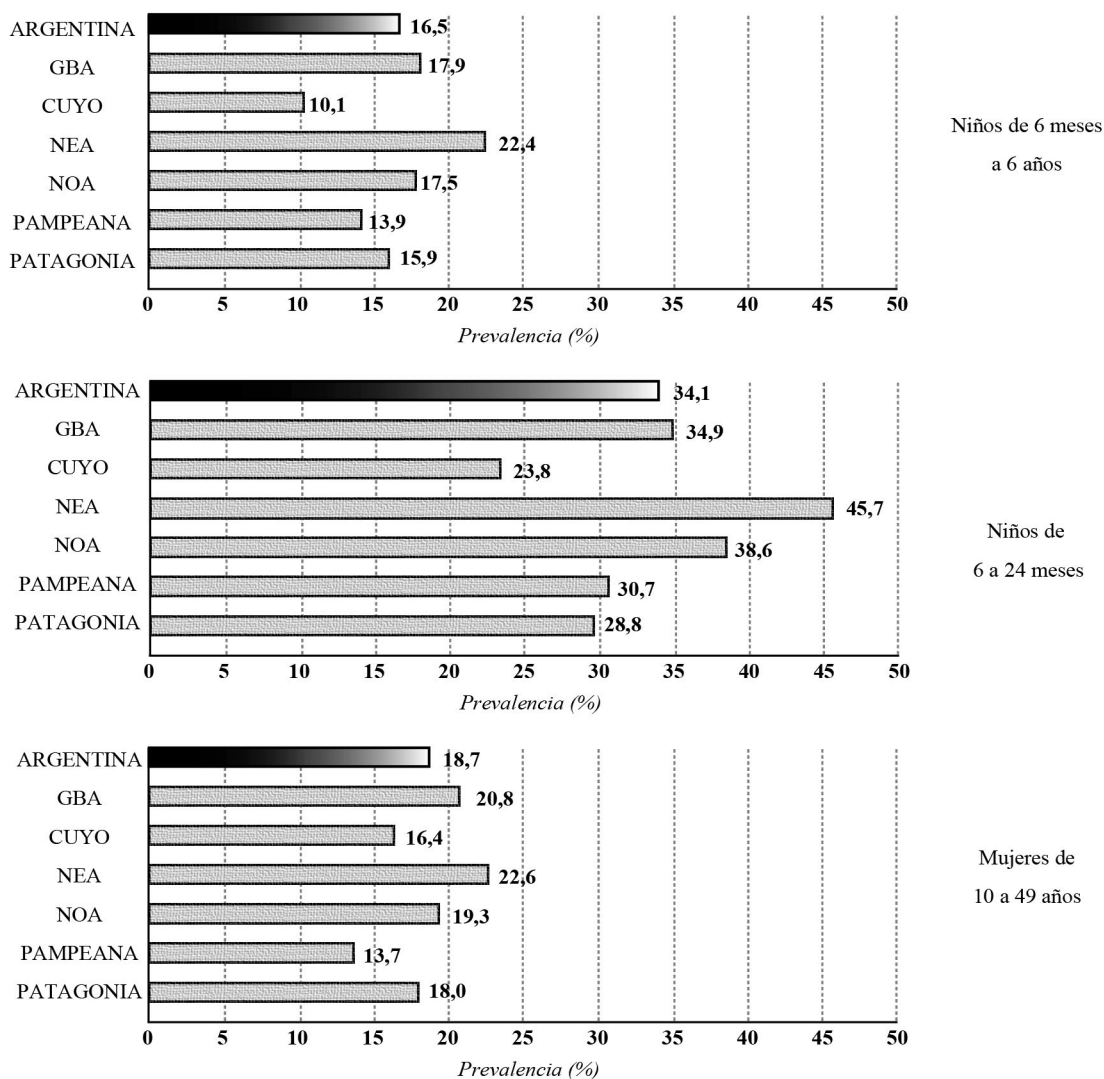 ARGENTINA 16,5
GBA 17,9
CUYO 10,1
NEA 22,4
NOA 17,5
PAMPEANA 13,9
PATAGONIA 15,9
0 5 10 15 20 25 30 35 40 45 50
Prevalencia (%)
Niños de 6 meses
a 6 años
ARGENTINA 34,1
GBA 34,9
CUYO 23,8
NEA 45,7
NOA 38,6
PAMPEANA 30,7
PATAGONIA 28,8
0 5 10 15 20 25 30 35 40 45 50
Prevalencia (%)
Niños de
6 a 24 meses
ARGENTINA 18,7
GBA 20,8
CUYO 16,4
NEA 22,6
NOA 19,3
PAMPEANA 13,7
PATAGONIA 18,0
0 5 10 15 20 25 30 35 40 45 50
Prevalencia (%)
Mujeres de
10 a 49 años